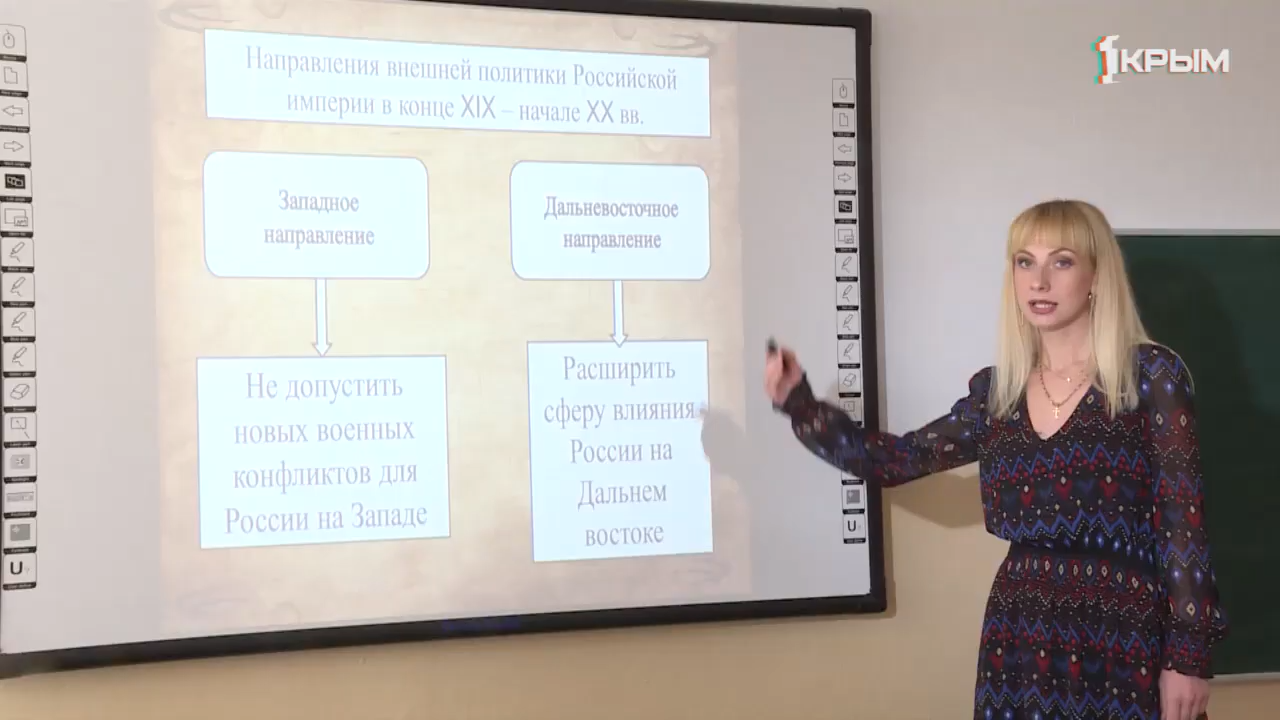 1КРЫМ
Направления внешней политики Российской
империи в конце XIX – начале XX вв.
Западное
направление
Дальневосточное
направление
Не допустить
новых военных
конфликтов для
России на Западе
Расширить
сферу влияния
России на
Дальнем
востоке
U
U